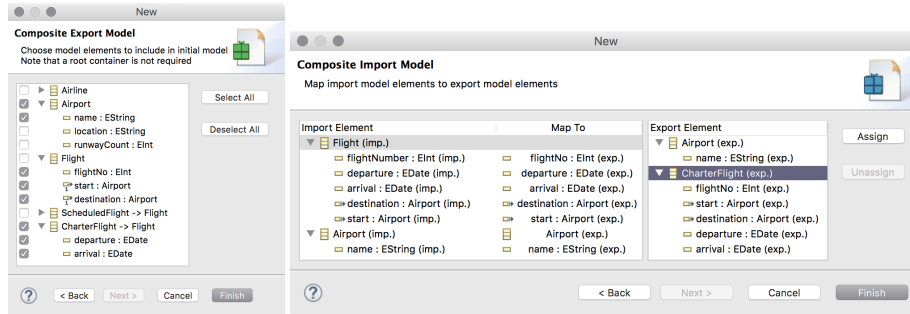 New
Composite Export Model
Choose model elements to include in initial model
Note that a root container is not required
Airline
Airport
name : EString
location : EString
runwayCount : EInt
Flight
flightNo : EInt
start : Airport
destination : Airport
ScheduledFlight -> Flight
CharterFlight -> Flight
departure : EDate
arrival : EDate
Select All
Deselect All
?
< Back Next > Cancel Finish
New
Composite Import Model
Map import model elements to export model elements
Import Element Map To
Flight (imp.)
flightNumber : EInt (imp.) flightNo : EInt (exp.)
departure : EDate (imp.) departure : EDate (exp.)
arrival : EDate (imp.) arrival : EDate (exp.)
destination : Airport (imp.) destination : Airport (exp.)
start : Airport (imp.) start : Airport (exp.)
Airport (imp.) Airport (exp.)
name : EString (imp.) name : EString (exp.)
Export Element
Airport (exp.)
name : EString (exp.)
CharterFlight (exp.)
flightNo : EInt (exp.)
start : Airport (exp.)
destination : Airport (exp.)
departure : EDate (exp.)
arrival : EDate (exp.)
Assign
Unassign
?
< Back Next > Cancel Finish